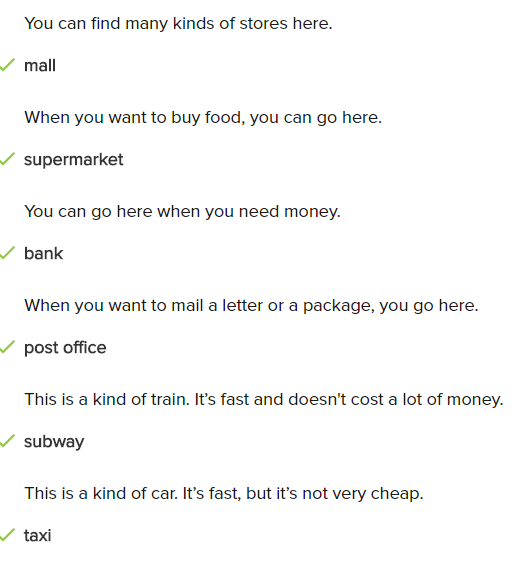 You can find many kinds of stores here.
mall
When you want to buy food, you can go here.
supermarket
You can go here when you need money.
bank
When you want to mail a letter or a package, you go here.
post office
This is a kind of train. It’s fast and doesn't cost a lot of money.
subway
This is a kind of car. It’s fast, but it’s not very cheap.
taxi